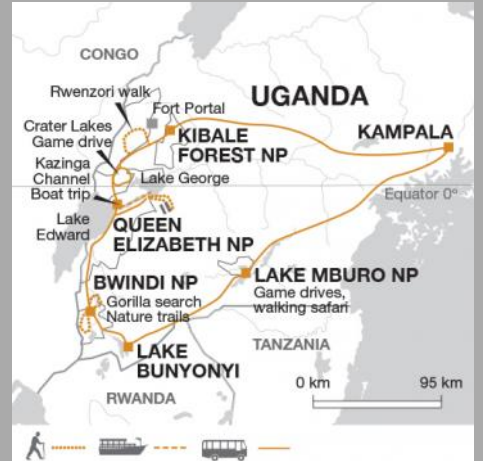 CONGO
Rwenzori walk
UGANDA
Fort Portal
Crater Lakes
Game drive
KIBALE
FOREST NP
KAMPALA
Kazinga
Channel
Boat trip
Lake George
Equator 0°
Lake
Edward
QUEEN
ELIZABETH NP
BWINDI NP
Gorilla search
Nature trails
LAKE MBURO NP
Game drives,
walking safari
TANZANIA
LAKE
BUNYONYI
RWANDA
0 km
95 km